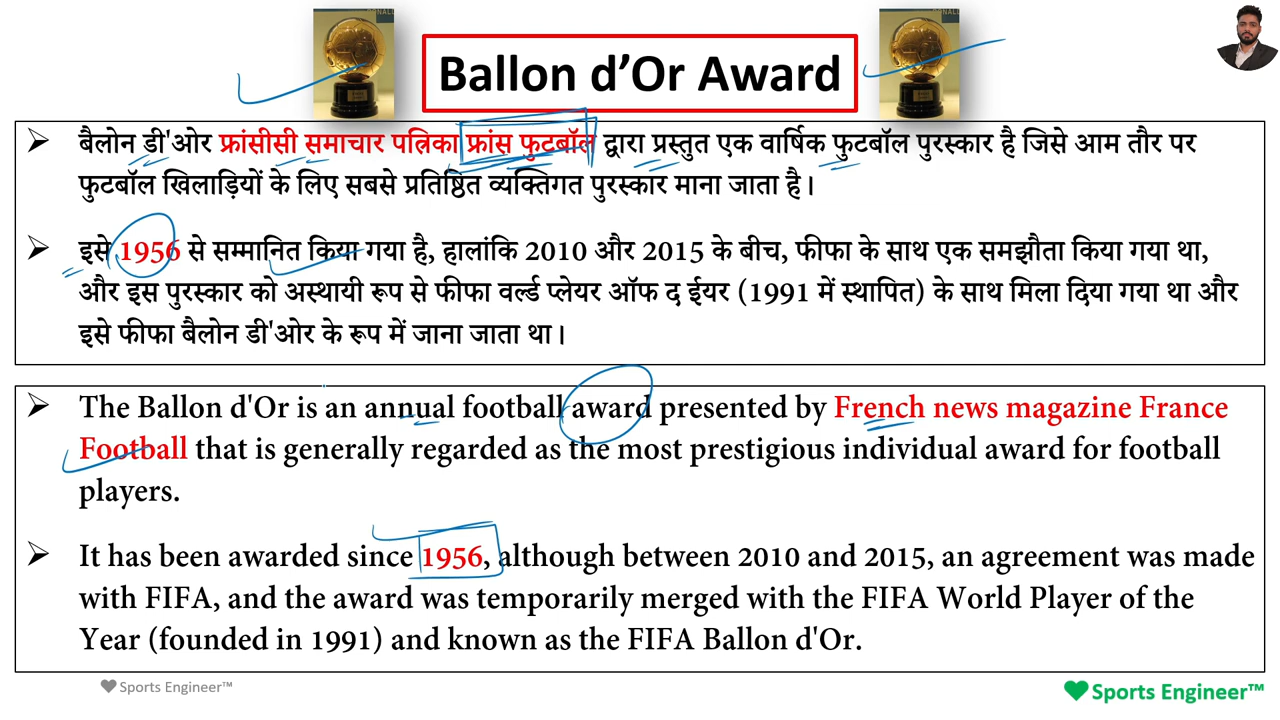 Ballon d’Or Award
➢ बैलोन डी'ओर फ्रांसीसी समाचार पत्रिका फ्रांस फुटबॉल द्वारा प्रस्तुत एक वार्षिक फुटबॉल पुरस्कार है जिसे आम तौर पर
फुटबॉल खिलाड़ियों के लिए सबसे प्रतिष्ठित व्यक्तिगत पुरस्कार माना जाता है।
➢ इसे 1956 से सम्मानित किया गया है, हालांकि 2010 और 2015 के बीच, फीफा के साथ एक समझौता किया गया था,
और इस पुरस्कार को अस्थायी रूप से फीफा वर्ल्ड प्लेयर ऑफ द ईयर (1991 में स्थापित) के साथ मिला दिया गया था और
इसे फीफा बैलोन डी'ओर के रूप में जाना जाता था।
➢ The Ballon d'Or is an annual football award presented by French news magazine France
Football that is generally regarded as the most prestigious individual award for football
players.
➢ It has been awarded since 1956, although between 2010 and 2015, an agreement was made
with FIFA, and the award was temporarily merged with the FIFA World Player of the
Year (founded in 1991) and known as the FIFA Ballon d'Or.
Sports Engineer™
Sports Engineer™